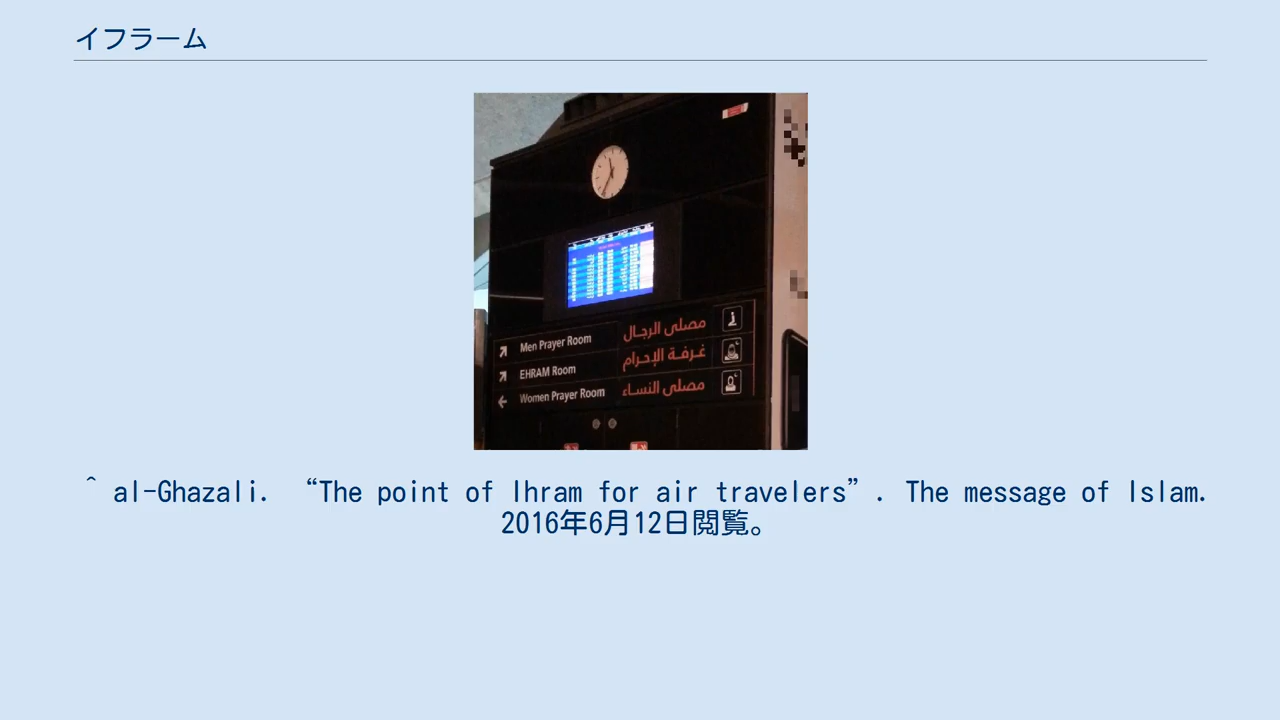 イフラーム
Men Prayer Room مصلى الرجال
EHRAM Room غرفة الإحرام
Women Prayer Room مصلى النساء
^ al-Ghazali. “The point of Ihram for air travelers”. The message of Islam.
2016年6月12日閲覧。